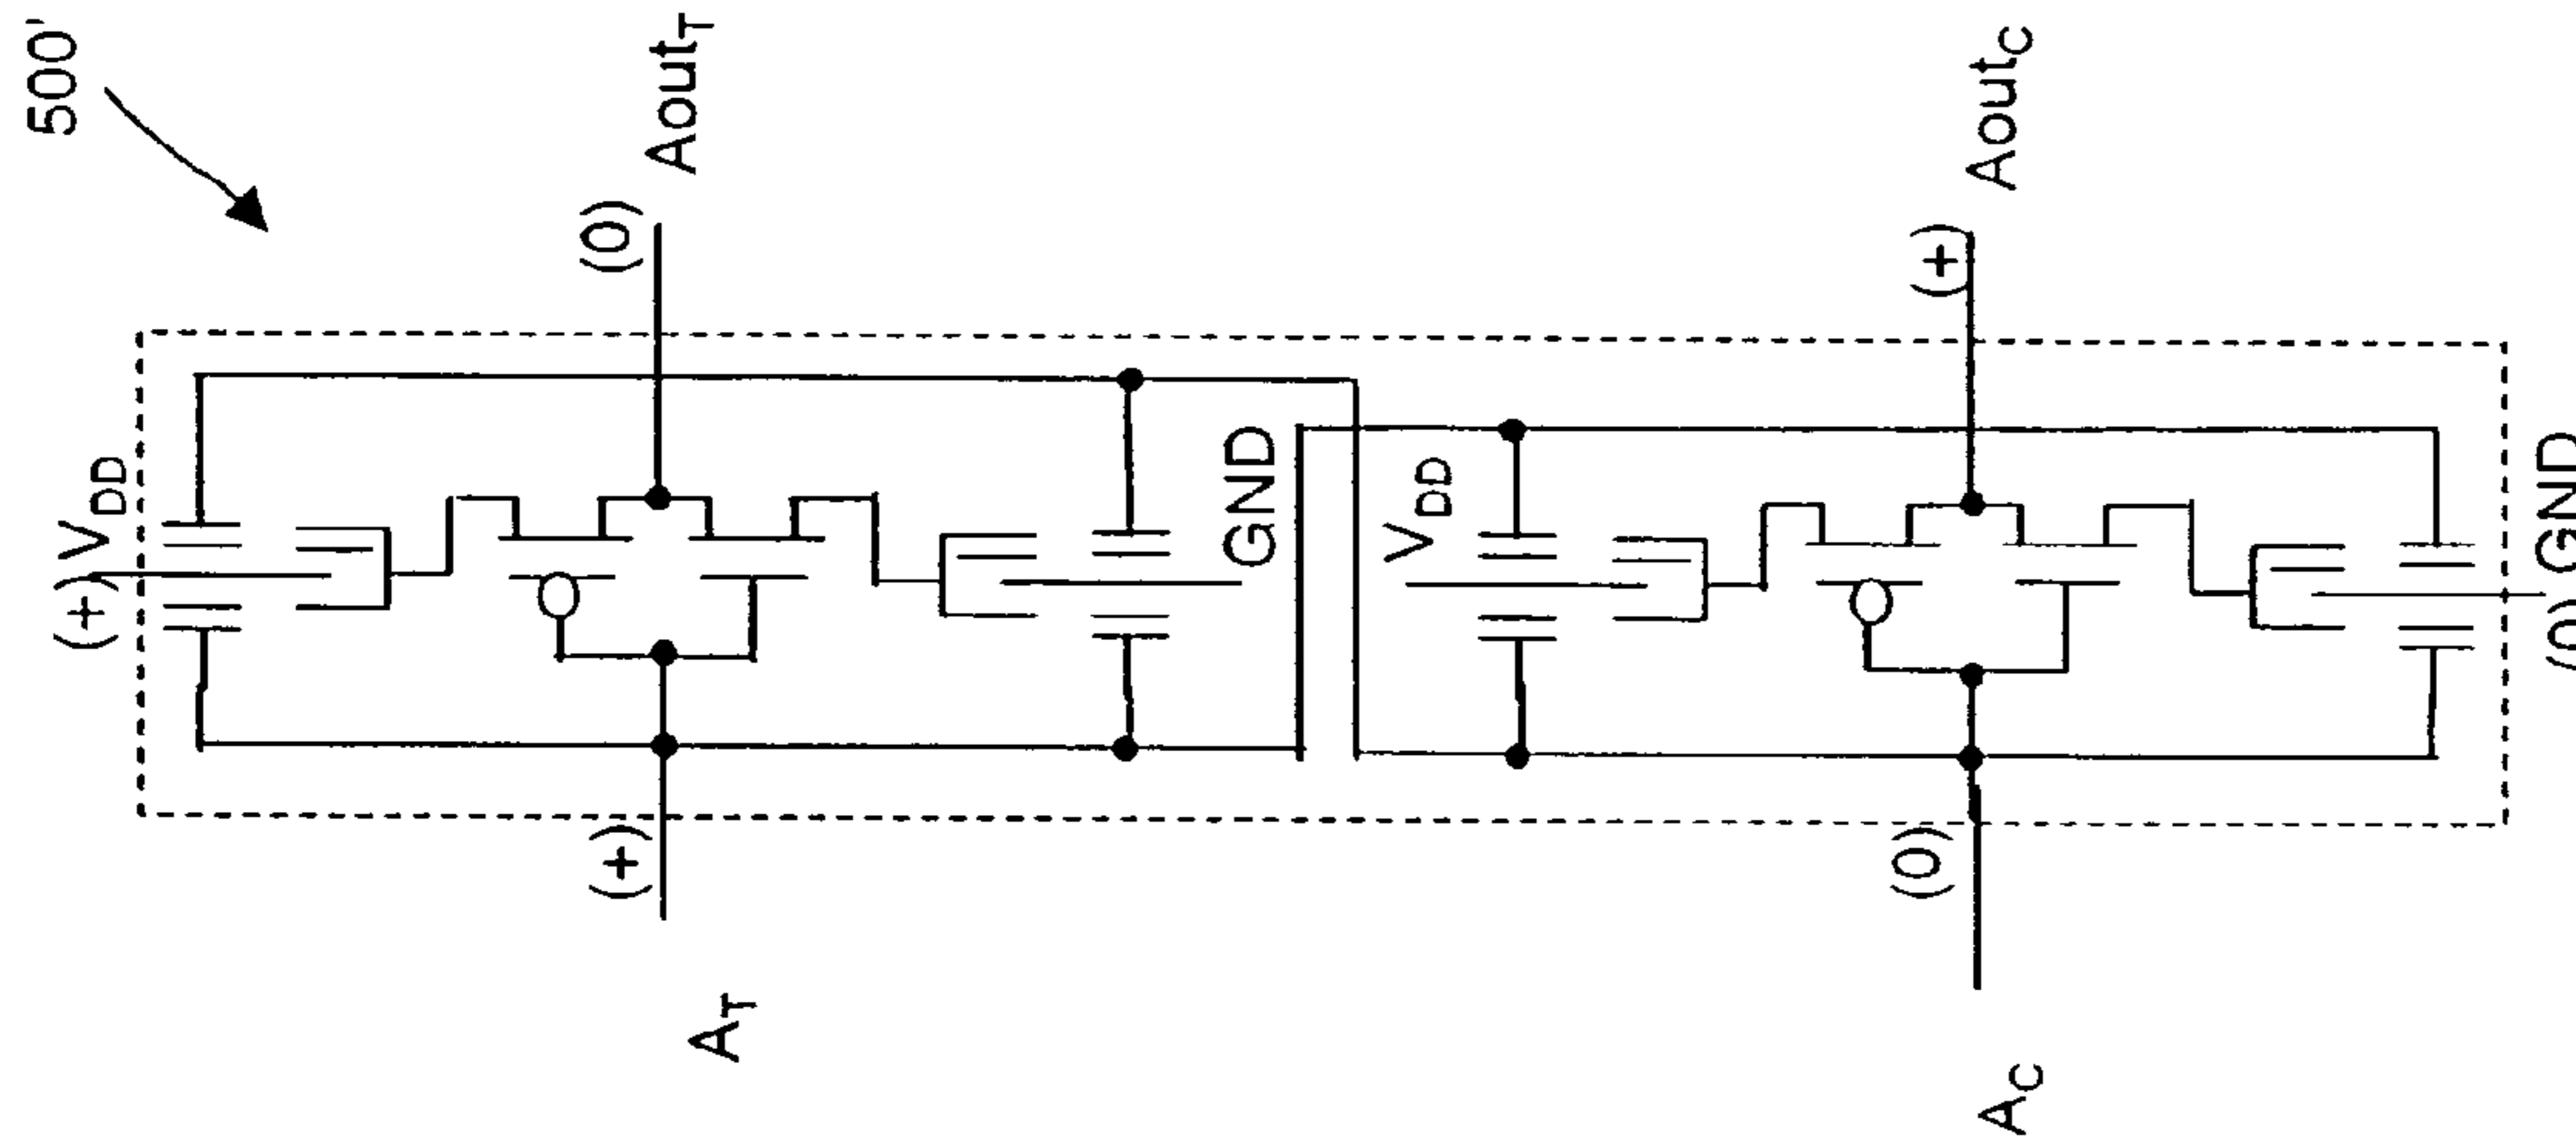 500'
(+) V_DD
(0)
Aout_T
(+)
A_T
GND
V_DD
(+)
Aout_C
(0)
A_C
(0) GND